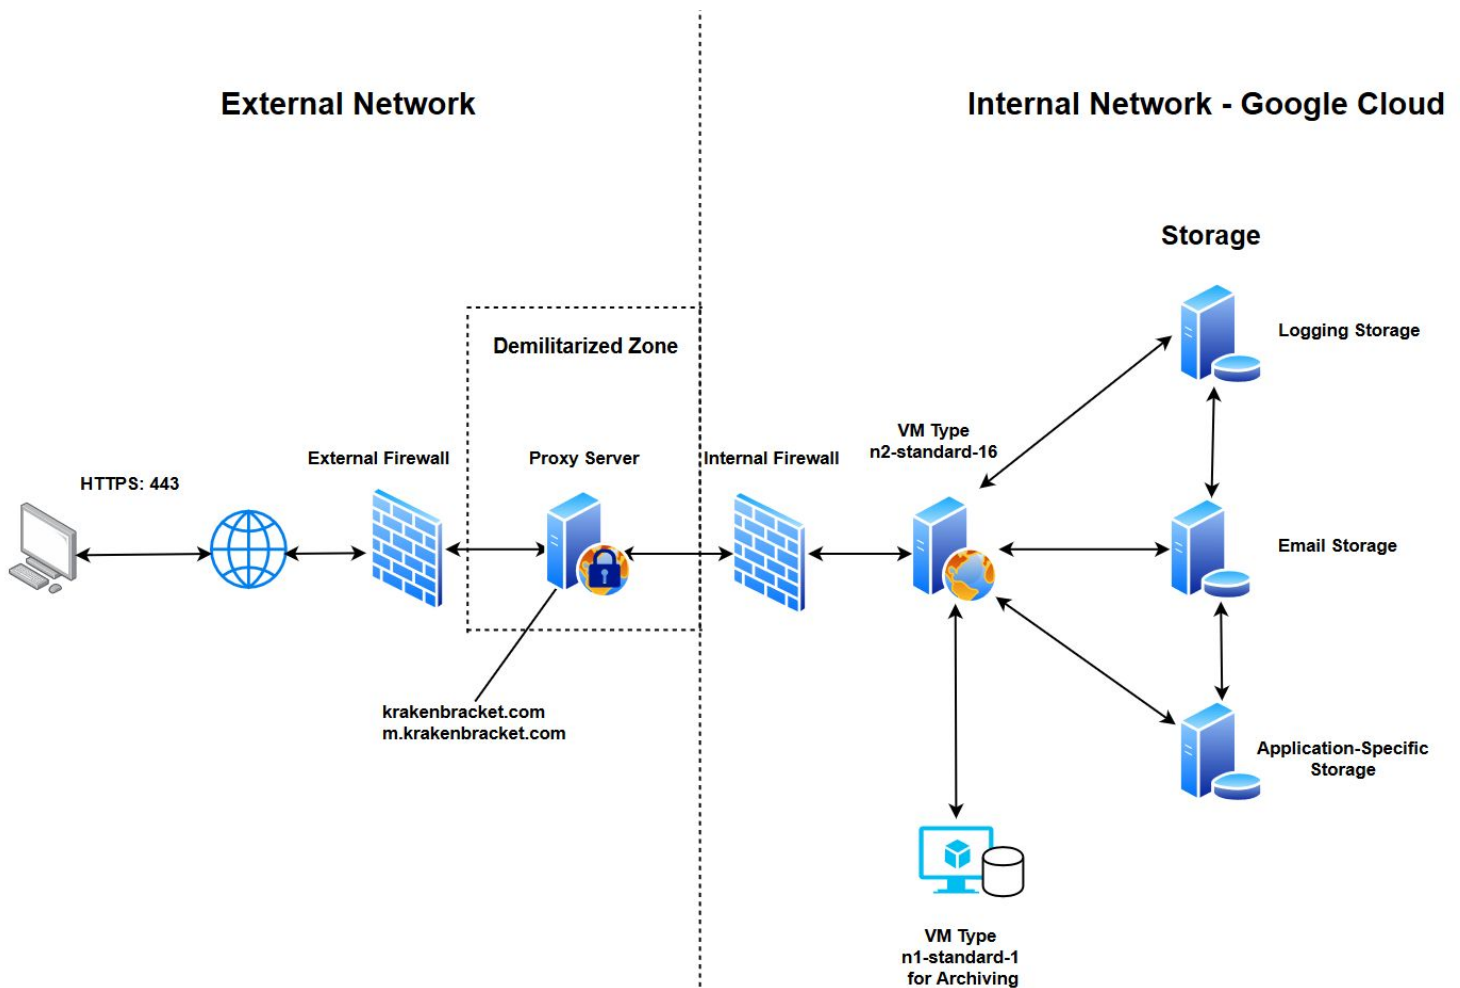 External Network
Internal Network - Google Cloud
Storage
Logging Storage
Demilitarized Zone
VM Type
n2-standard-16
External Firewall
Proxy Server
Internal Firewall
HTTPS: 443
Email Storage
krakenbracket.com
m.krakenbracket.com
Application-Specific
Storage
VM Type
n1-standard-1
for Archiving